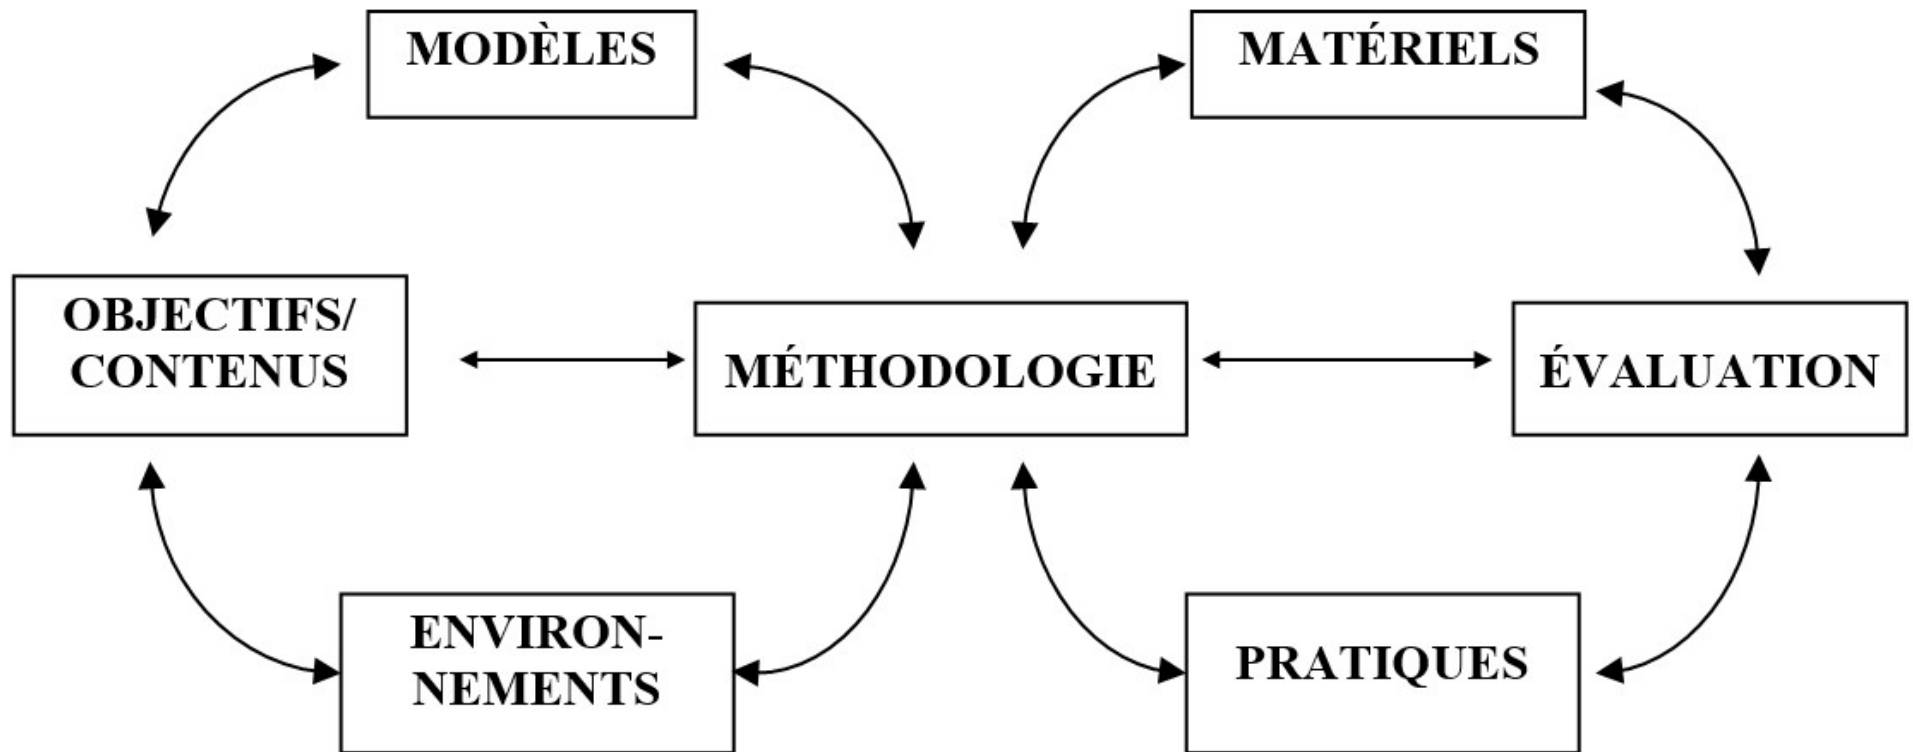 MODÈLES
MATÉRIELS
OBJECTIFS/
CONTENUS
MÉTHODOLOGIE
ÉVALUATION
ENVIRON-
NEMENTS
PRATIQUES